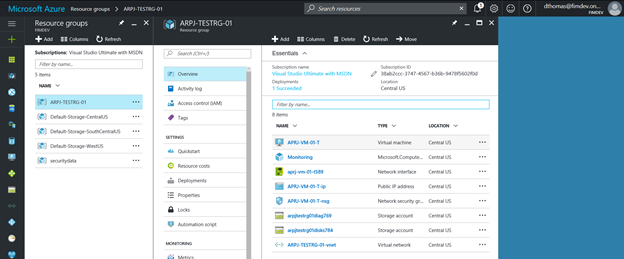 Microsoft Azure Resource groups > ARPJ-TESTRG-01
Search resources
1
dthomas@fimdev.on...
FIMDEV
Resource groups
FIMDEV
Add Columns Refresh
Subscriptions: Visual Studio Ultimate with MSDN
Filter by name...
5 items
NAME
ARPJ-TESTRG-01
Default-Storage-CentralUS
Default-Storage-SouthCentralUS
Default-Storage-WestUS
securitydata
ARPJ-TESTRG-01
Resource group
Search (Ctrl+/)
Overview
Activity log
Access control (IAM)
Tags
SETTINGS
Quickstart
Resource costs
Deployments
Properties
Locks
Automation script
MONITORING
Metrics
Add Columns Delete Refresh Move
Essentials
Subscription name
Visual Studio Ultimate with MSDN
Deployments
1 Succeeded
Subscription ID
38ab2ccc-3747-4567-b36b-9478f5602f0d
Location
Central US
Filter by name...
8 items
NAME TYPE LOCATION
APRJ-VM-01-T Virtual machine Central US
Monitoring Microsoft.Compute... Central US
aprj-vm-01-t589 Network interface Central US
APRJ-VM-01-T-ip Public IP address Central US
APRJ-VM-01-T-nsg Network security gr... Central US
arpjtestrg01diag769 Storage account Central US
arpjtestrg01disks784 Storage account Central US
ARPJ-TESTRG-01-vnet Virtual network Central US